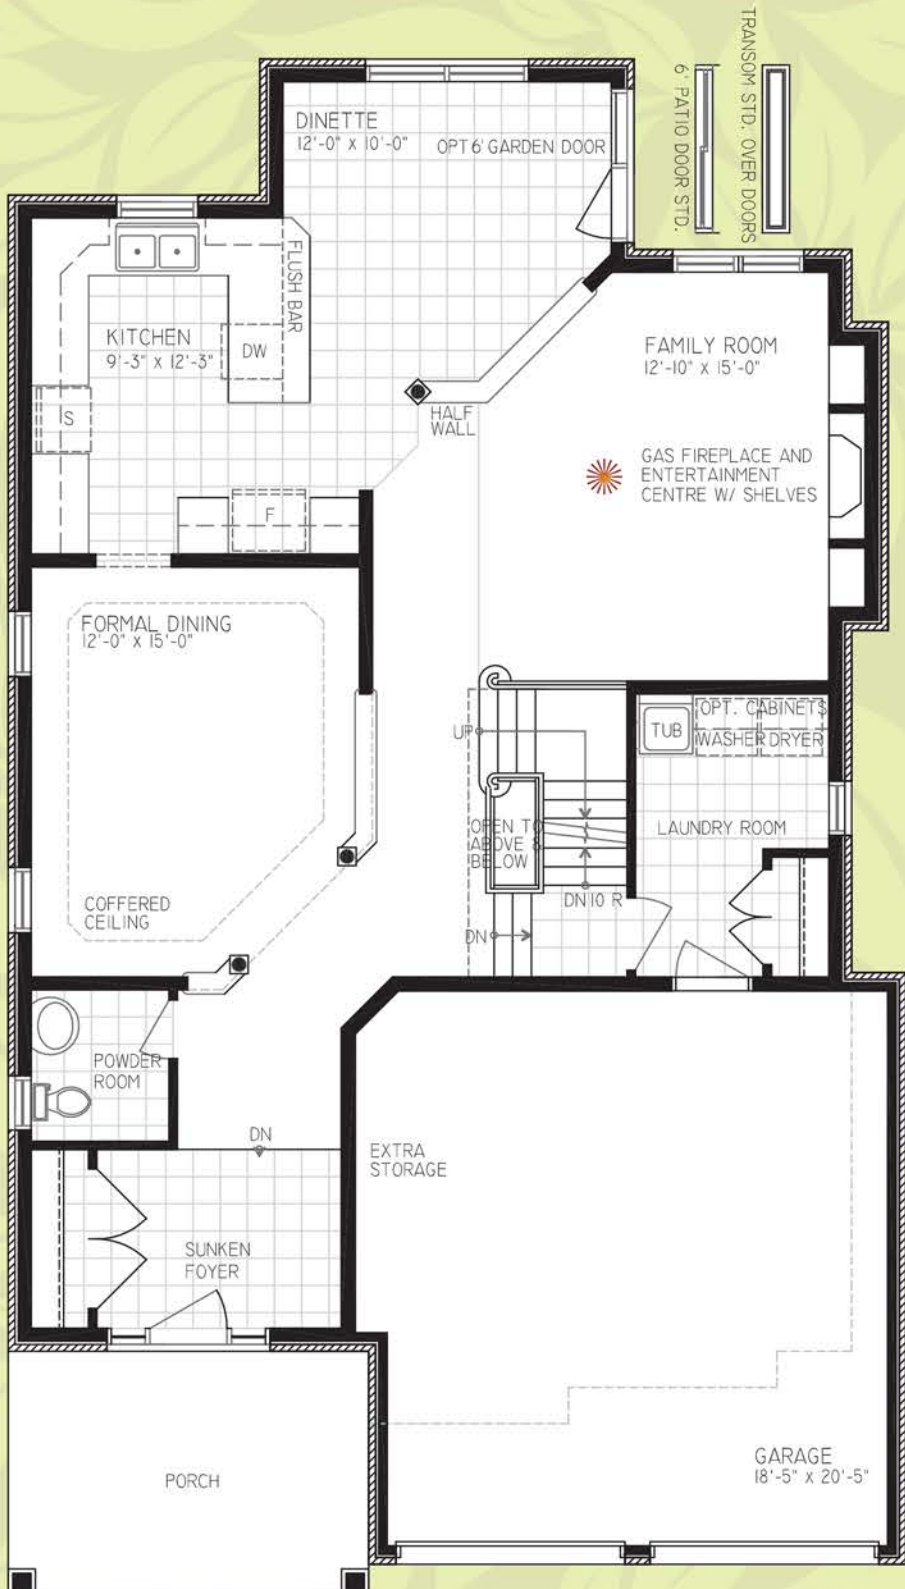 TRANSOM STD. OVER DOORS
6' PATIO DOOR STD.
DINETTE
12'-0" X 10'-0"
OPT 6' GARDEN DOOR
FLUSH BAR
KITCHEN
9'-3" X 12'-3"
DW
S
F
HALF
WALL
FAMILY ROOM
12'-10" X 15'-0"
GAS FIREPLACE AND
ENTERTAINMENT
CENTRE W/ SHELVES
FORMAL DINING
12'-0" X 15'-0"
COFFERED
CEILING
UP
OPEN TO
ABOVE &
BELOW
DN 10 R
DN
TUB
OPT. CABINETS
WASHER DRYER
LAUNDRY ROOM
POWDER
ROOM
DN
SUNKEN
FOYER
EXTRA
STORAGE
PORCH
GARAGE
18'-5" X 20'-5"